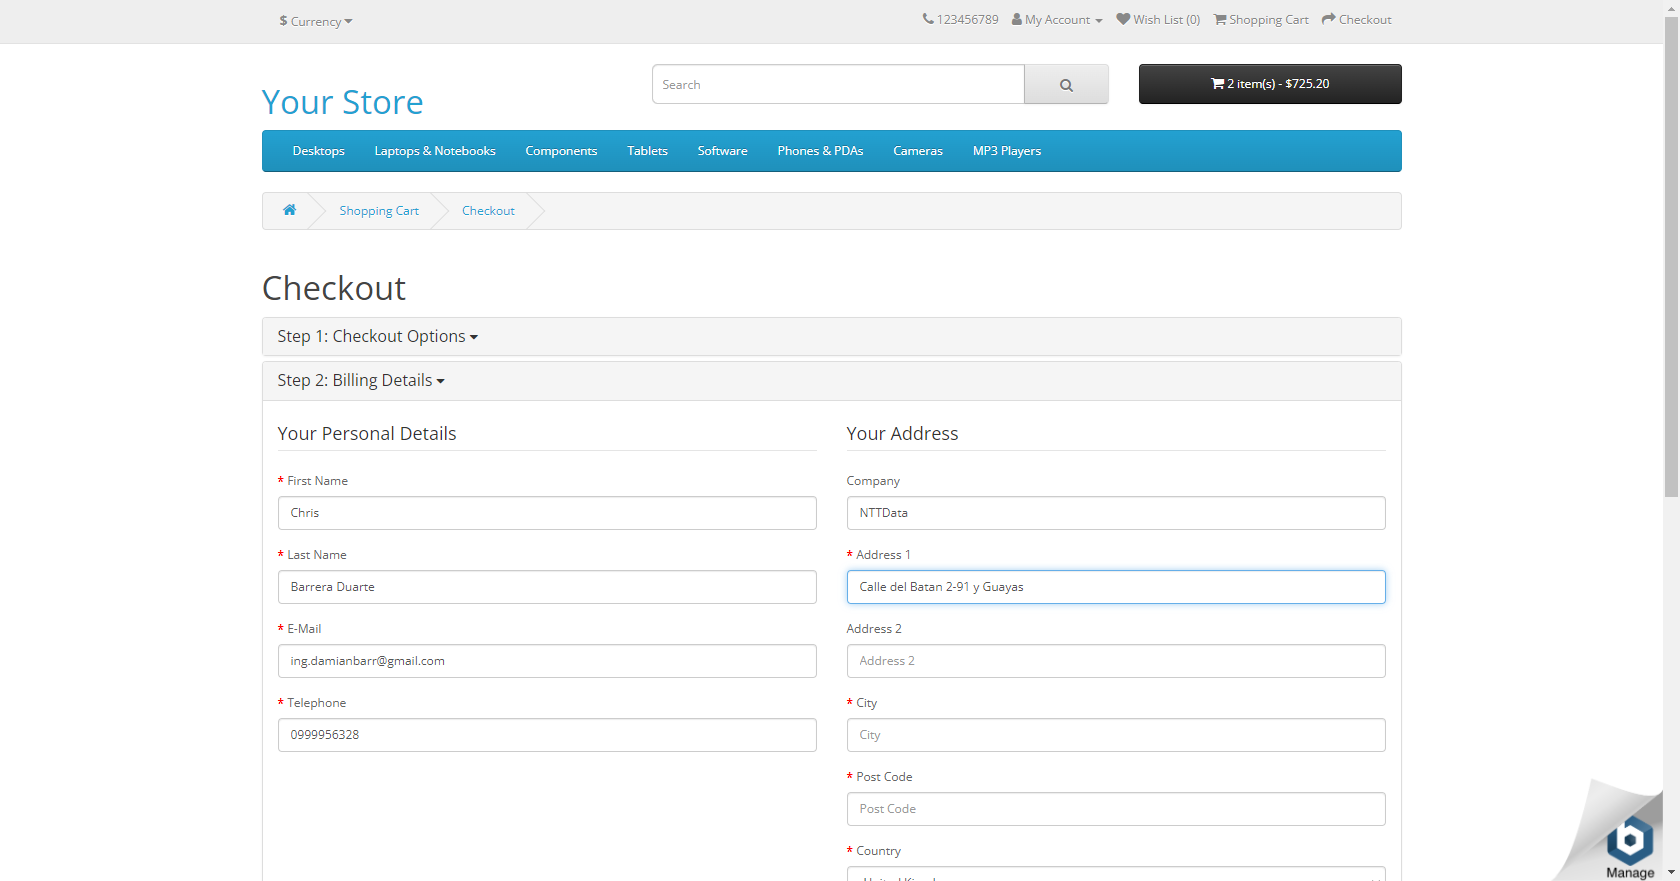 $ Currency
123456789 My Account Wish List (0) Shopping Cart Checkout
Your Store
Search
2 item(s) - $725.20
Desktops Laptops & Notebooks Components Tablets Software Phones & PDAs Cameras MP3 Players
Shopping Cart Checkout
Checkout
Step 1: Checkout Options
Step 2: Billing Details
Your Personal Details
* First Name
Chris
* Last Name
Barrera Duarte
* E-Mail
ing.damianbarr@gmail.com
* Telephone
0999956328
Your Address
Company
NTTData
* Address 1
Calle del Batan 2-91 y Guayas
Address 2
Address 2
* City
City
* Post Code
Post Code
* Country
Manage